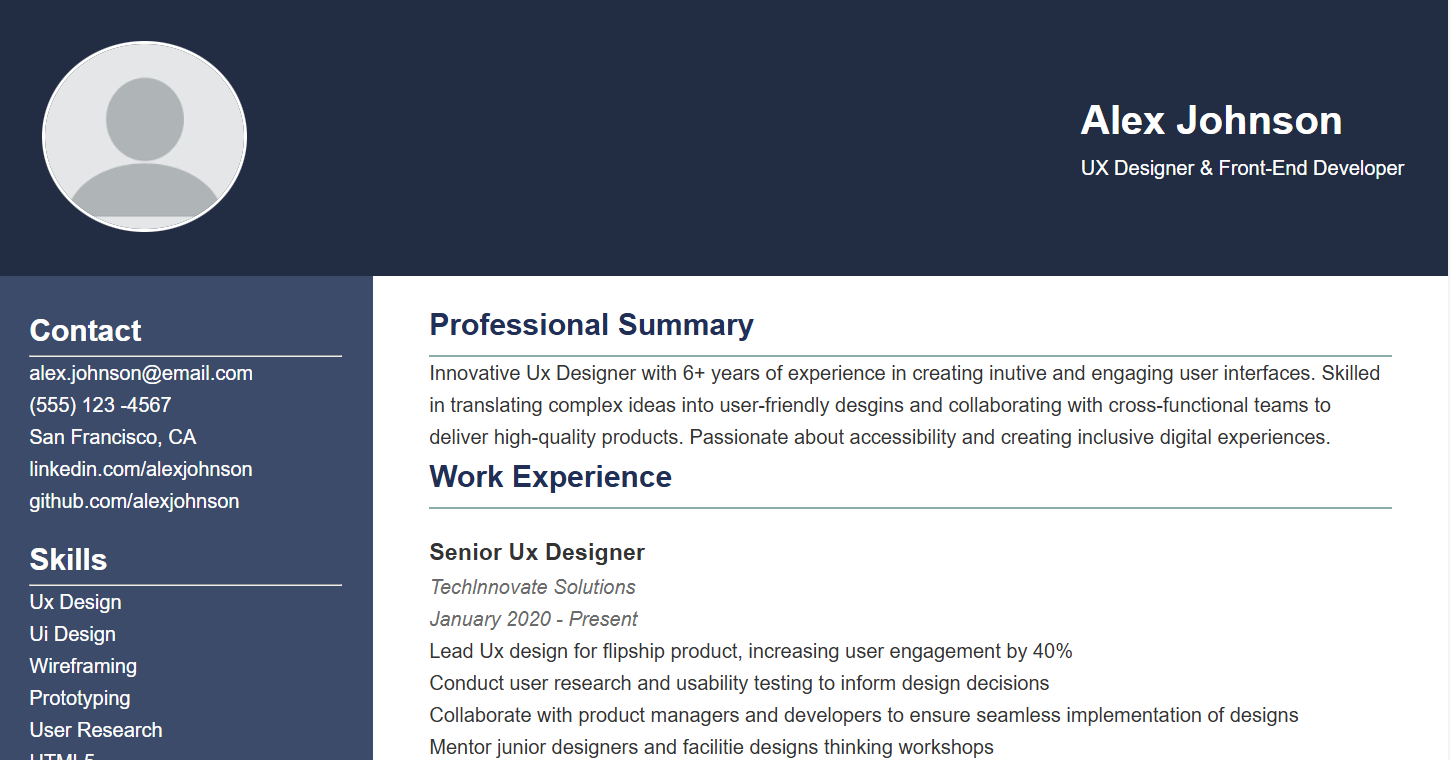 Alex Johnson
UX Designer & Front-End Developer
Contact
alex.johnson@email.com
(555) 123 -4567
San Francisco, CA
linkedin.com/alexjohnson
github.com/alexjohnson
Skills
Ux Design
Ui Design
Wireframing
Prototyping
User Research
HTML5
Professional Summary
Innovative Ux Designer with 6+ years of experience in creating inutive and engaging user interfaces. Skilled
in translating complex ideas into user-friendly desgins and collaborating with cross-functional teams to
deliver high-quality products. Passionate about accessibility and creating inclusive digital experiences.
Work Experience
Senior Ux Designer
TechInnovate Solutions
January 2020 - Present
Lead Ux design for flipship product, increasing user engagement by 40%
Conduct user research and usability testing to inform design decisions
Collaborate with product managers and developers to ensure seamless implementation of designs
Mentor junior designers and facilitie designs thinking workshops